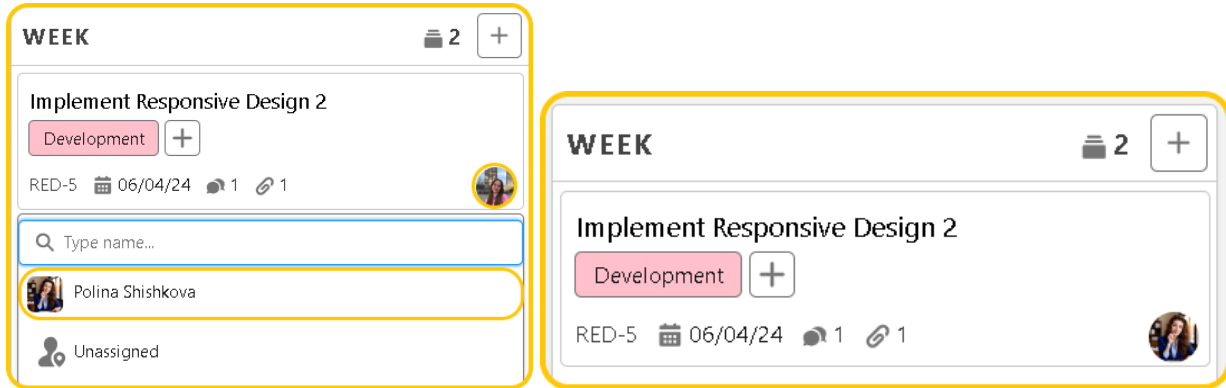 WEEK 2 +
Implement Responsive Design 2
Development +
RED-5 06/04/24 1 1
Type name...
Polina Shishkova
Unassigned
WEEK 2 +
Implement Responsive Design 2
Development +
RED-5 06/04/24 1 1